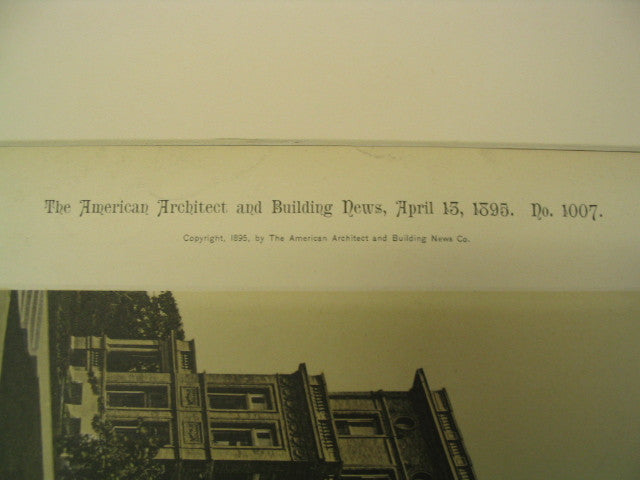 The American Architect and Building News, April 13, 1895. No. 1007.
Copyright, 1895, by The American Architect and Building News Co.